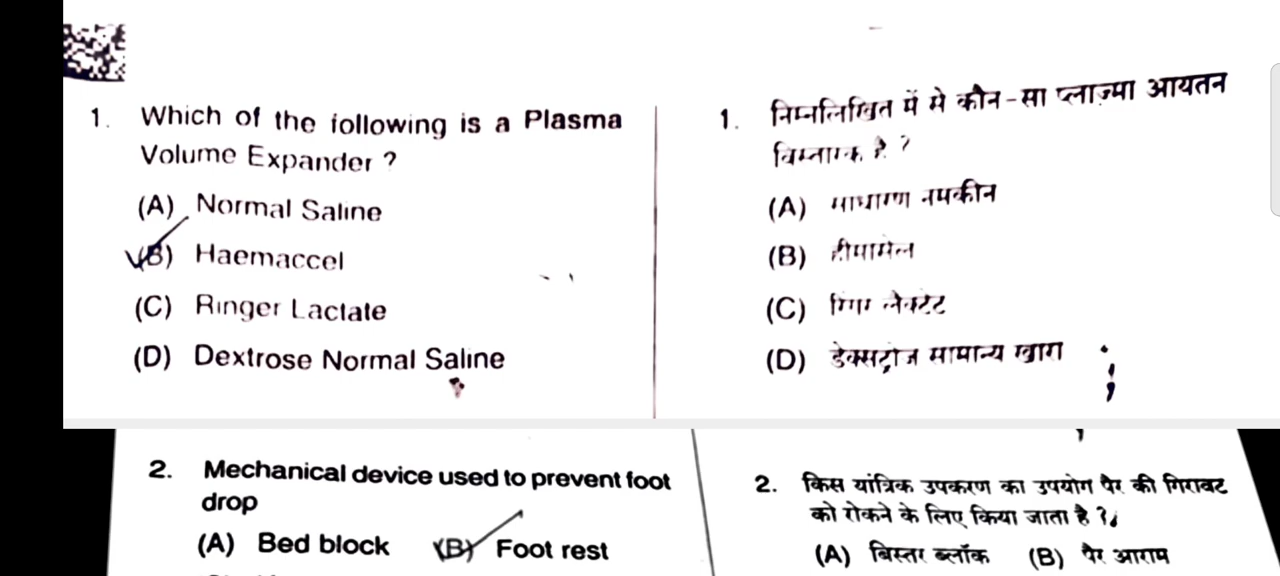 1. Which of the following is a Plasma
Volume Expander ?
(A) Normal Saline
(B) Haemaccel
(C) Ringer Lactate
(D) Dextrose Normal Saline
1. निम्नलिखित में से कौन-सा प्लाज़्मा आयतन
विस्तारक है ?
(A) साधारण नमकीन
(B) हीमासेल
(C) रिंगर लैक्टेट
(D) डेक्सट्रोज सामान्य खारा
2. Mechanical device used to prevent foot
drop
(A) Bed block (B) Foot rest
2. किस यांत्रिक उपकरण का उपयोग पैर की गिरावट
को रोकने के लिए किया जाता है ?
(A) बिस्तर ब्लॉक (B) पैर आराम